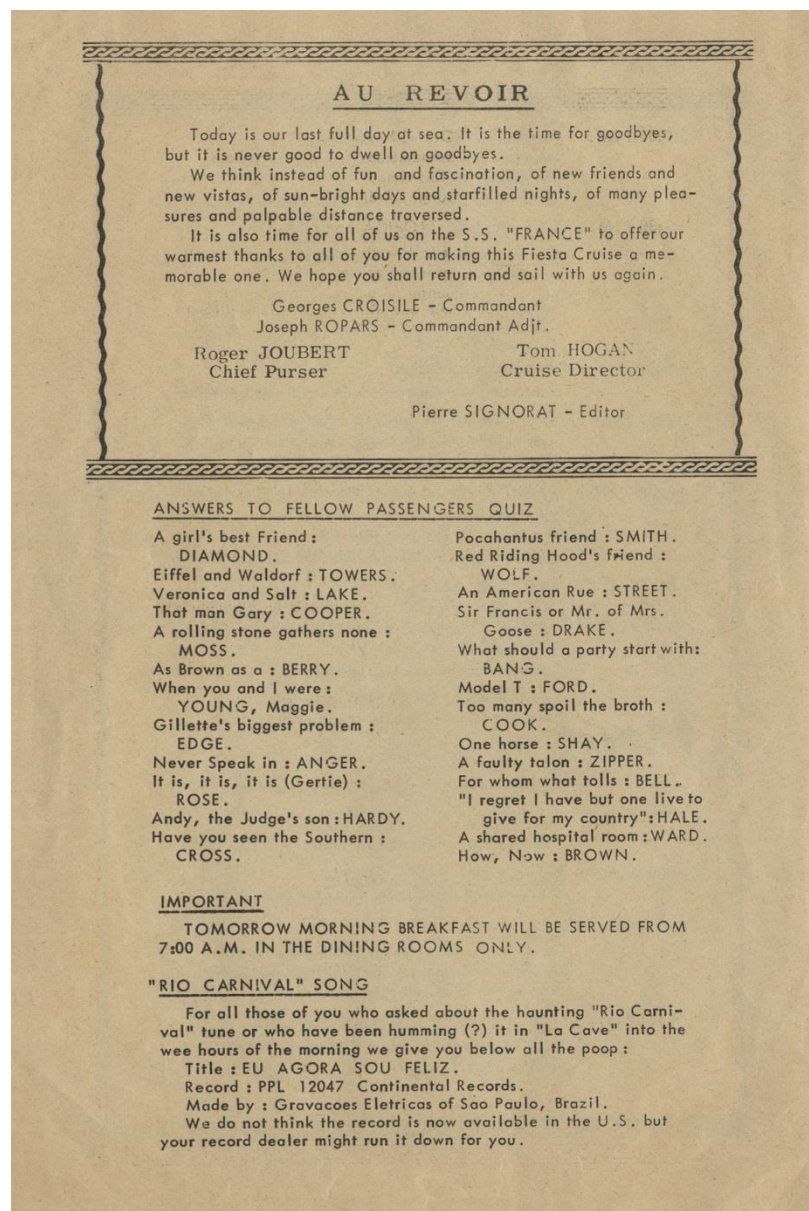 AU REVOIR
Today is our last full day at sea. It is the time for goodbyes,
but it is never good to dwell on goodbyes.
We think instead of fun and fascination, of new friends and
new vistas, of sun-bright days and starfilled nights, of many plea-
sures and palpable distance traversed.
It is also time for all of us on the S.S. "FRANCE" to offer our
warmest thanks to all of you for making this Fiesta Cruise a me-
morable one. We hope you shall return and sail with us again.
Georges CROISILE - Commandant
Joseph ROPARS - Commandant Adjt.
Roger JOUBERT
Chief Purser
Tom HOGAN
Cruise Director
Pierre SIGNORAT - Editor
ANSWERS TO FELLOW PASSENGERS QUIZ
A girl's best Friend :
DIAMOND.
Eiffel and Waldorf : TOWERS.
Veronica and Salt : LAKE.
That man Gary : COOPER.
A rolling stone gathers none :
MOSS.
As Brown as a : BERRY.
When you and I were :
YOUNG, Maggie.
Gillette's biggest problem :
EDGE.
Never Speak in : ANGER.
It is, it is, it is (Gertie) :
ROSE.
Andy, the Judge's son : HARDY.
Have you seen the Southern :
CROSS.
Pocahantus friend : SMITH.
Red Riding Hood's friend :
WOLF.
An American Rue : STREET.
Sir Francis or Mr. of Mrs.
Goose : DRAKE.
What should a party start with:
BANG.
Model T : FORD.
Too many spoil the broth :
COOK.
One horse : SHAY.
A faulty talon : ZIPPER.
For whom what tolls : BELL.
"I regret I have but one live to
give for my country": HALE.
A shared hospital room : WARD.
How, Now : BROWN.
IMPORTANT
TOMORROW MORNING BREAKFAST WILL BE SERVED FROM
7:00 A.M. IN THE DINING ROOMS ONLY.
"RIO CARNIVAL" SONG
For all those of you who asked about the haunting "Rio Carni-
val" tune or who have been humming (?) it in "La Cave" into the
wee hours of the morning we give you below all the poop :
Title : EU AGORA SOU FELIZ.
Record : PPL 12047 Continental Records.
Made by : Gravacoes Eletricas of Sao Paulo, Brazil.
We do not think the record is now available in the U.S. but
your record dealer might run it down for you.